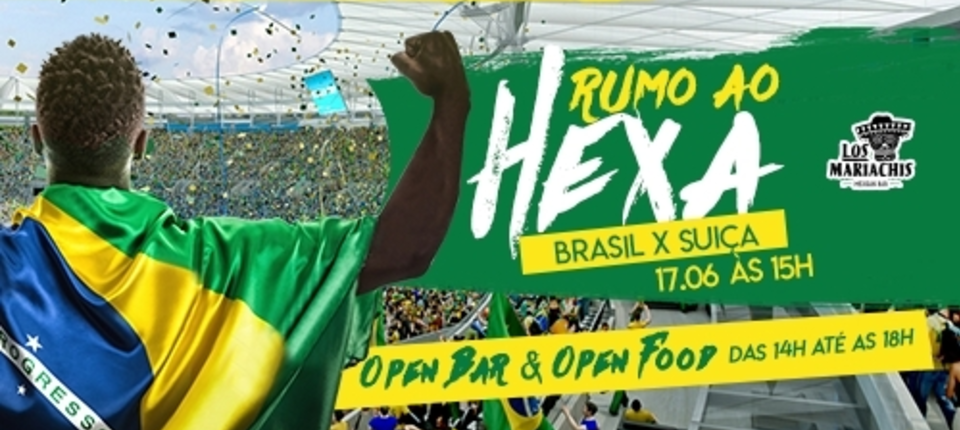 RUMO AO
HEXA
BRASIL X SUIÇA
17.06 ÀS 15H
LOS
MARIACHIS
MEXICAN BAR
OPEN BAR & OPEN FOOD DAS 14H ATÉ AS 18H
ROGRESS